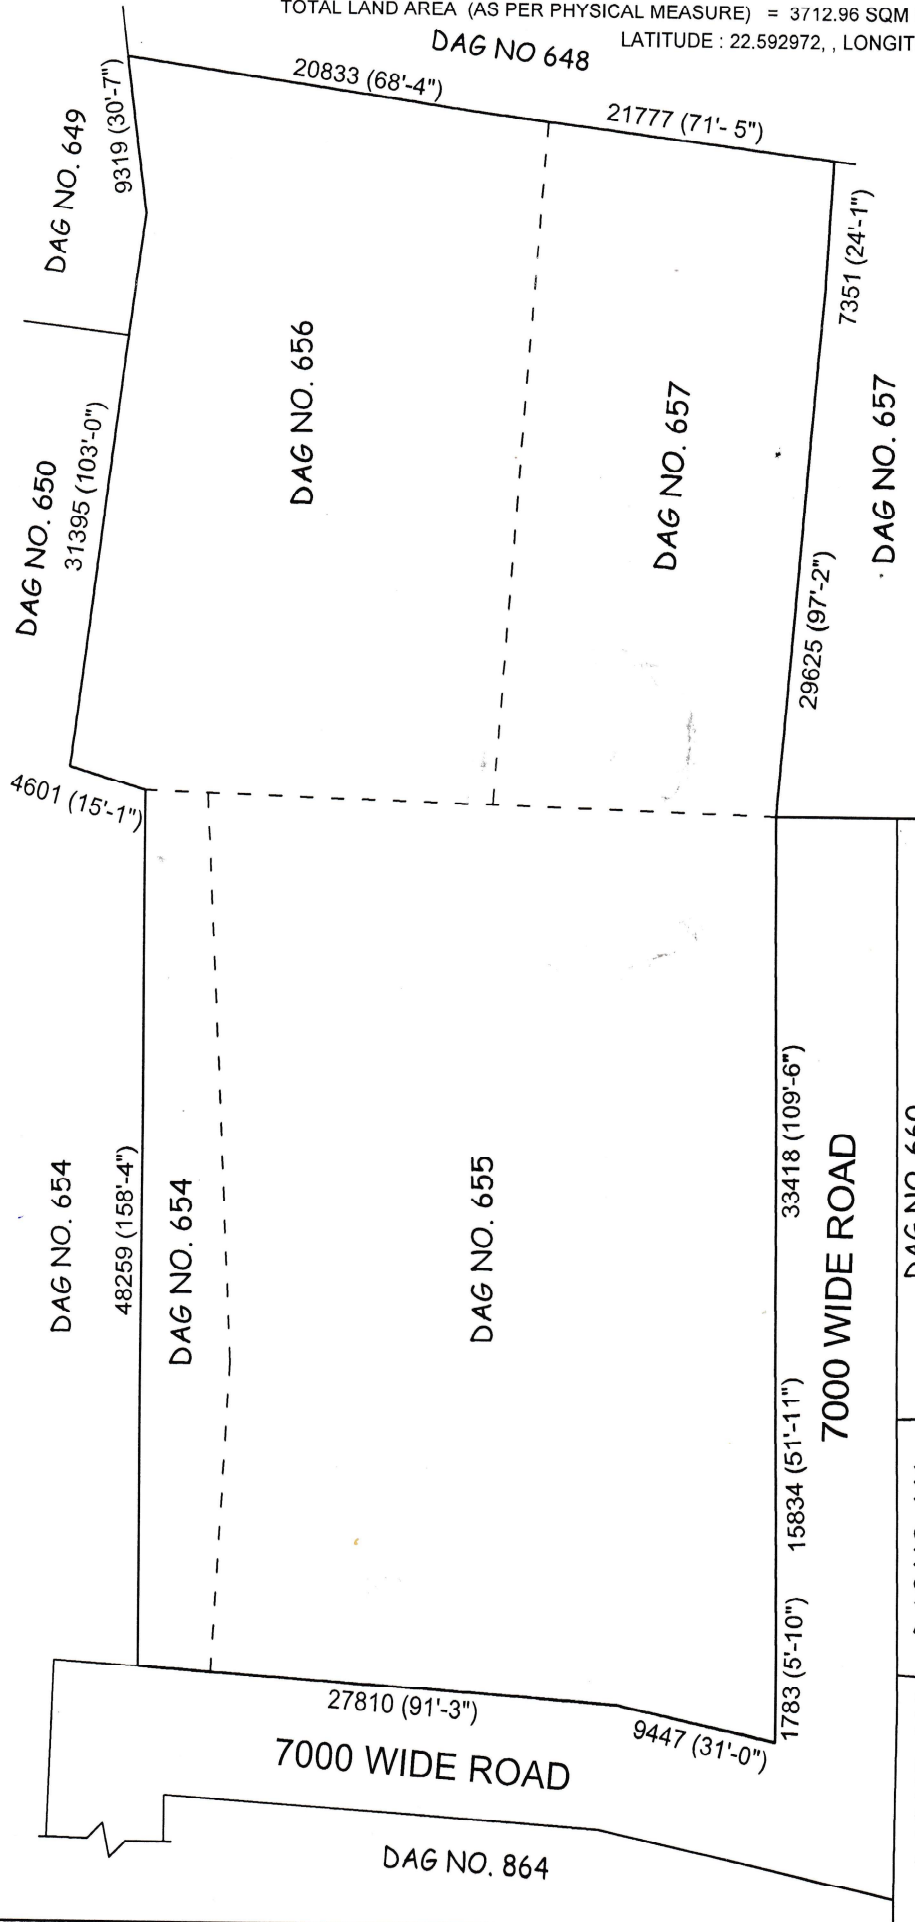 TOTAL LAND AREA (AS PER PHYSICAL MEASURE) = 3712.96 SQM
LATITUDE : 22.592972, , LONGIT
DAG NO 648
20833 (68'-4")
21777 (71'- 5")
DAG NO. 649
9319 (30'-7")
7351 (24'-1")
DAG NO. 656
DAG NO. 657
DAG NO. 657
DAG NO. 650
31395 (103'-0")
29625 (97'-2")
4601 (15'-1")
33418 (109'-6")
DAG NO. 654
48259 (158'-4")
DAG NO. 654
DAG NO. 655
7000 WIDE ROAD
15834 (51'-11")
1783 (5'-10")
27810 (91'-3")
9447 (31'-0")
7000 WIDE ROAD
DAG NO. 864